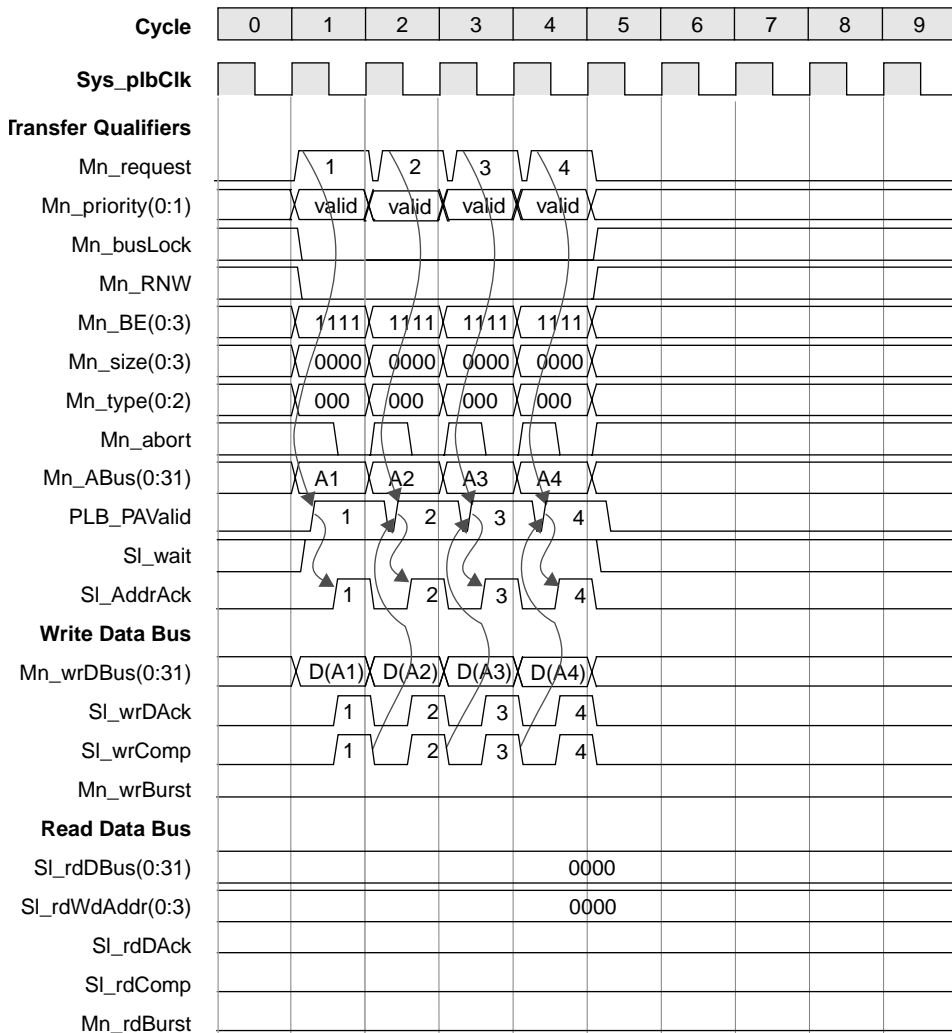 Cycle 0 1 2 3 4 5 6 7 8 9
Sys_plbClk
Transfer Qualifiers
Mn_request 1 2 3 4
Mn_priority(0:1) valid valid valid valid
Mn_busLock
Mn_RNW
Mn_BE(0:3) 1111 1111 1111 1111
Mn_size(0:3) 0000 0000 0000 0000
Mn_type(0:2) 000 000 000 000
Mn_abort
Mn_ABus(0:31) A1 A2 A3 A4
PLB_PAValid 1 2 3 4
Sl_wait
Sl_AddrAck 1 2 3 4
Write Data Bus
Mn_wrDBus(0:31) D(A1) D(A2) D(A3) D(A4)
Sl_wrDAck 1 2 3 4
Sl_wrComp 1 2 3 4
Mn_wrBurst
Read Data Bus
Sl_rdDBus(0:31) 0000
Sl_rdWdAddr(0:3) 0000
Sl_rdDAck
Sl_rdComp
Mn_rdBurst